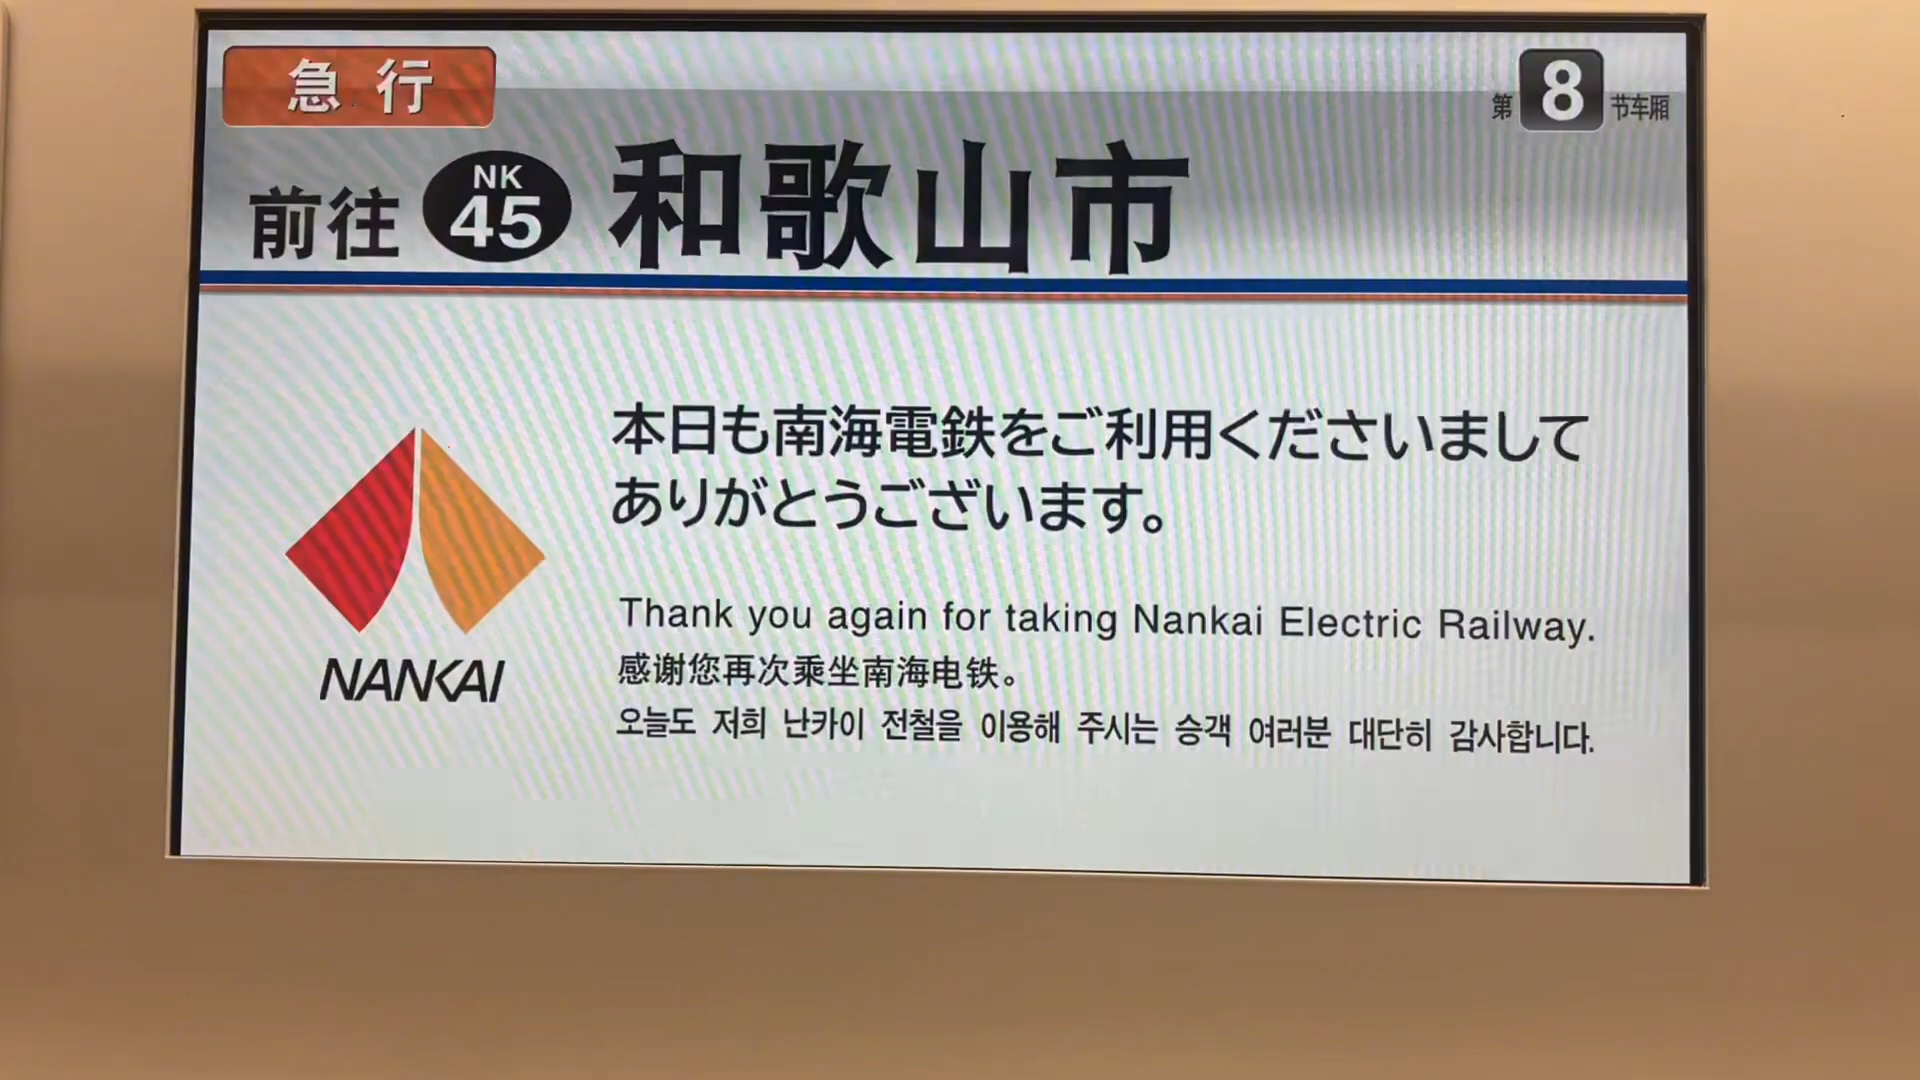 急行
第 8 节车厢
前往 NK 45 和歌山市
本日も南海電鉄をご利用くださいまして
ありがとうございます。
Thank you again for taking Nankai Electric Railway.
感谢您再次乘坐南海电铁。
오늘도 저희 난카이 전철을 이용해 주시는 승객 여러분 대단히 감사합니다.
NANKAI